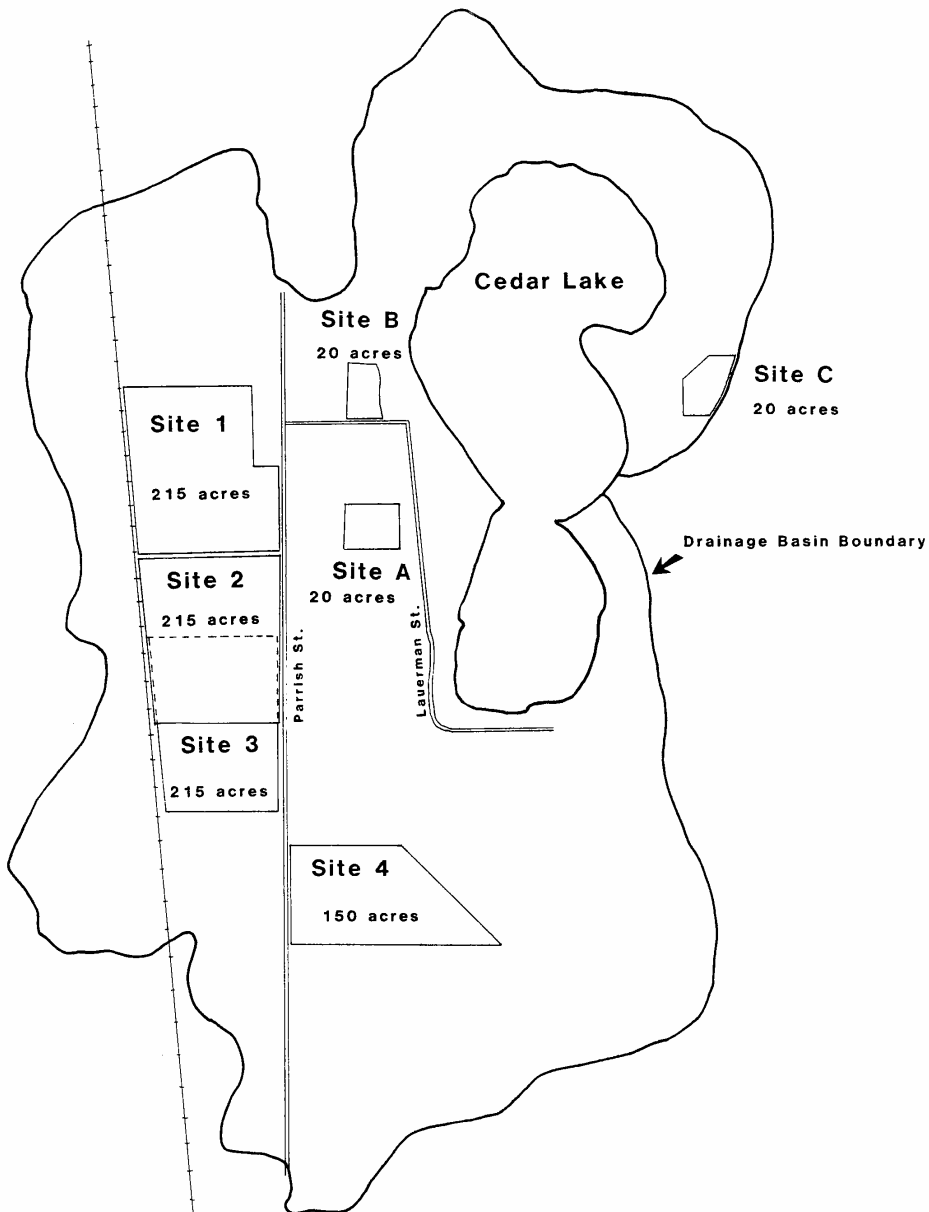 Cedar Lake
Site B
20 acres
Site C
20 acres
Site 1
215 acres
Drainage Basin Boundary
Site A
20 acres
Site 2
215 acres
Parrish St.
Lauerman St.
Site 3
215 acres
Site 4
150 acres